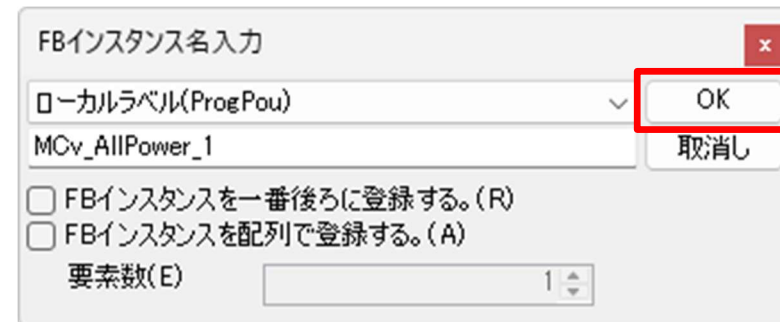 FBインスタンス名入力
x
ローカルラベル(ProgPou)
OK
MCv_AllPower_1
取消し
FBインスタンスを一番後ろに登録する。(R)
FBインスタンスを配列で登録する。(A)
要素数(E)
1